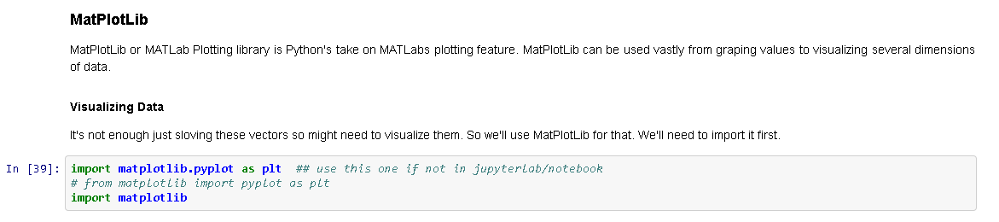 MatPlotLib
MatPlotLib or MATLab Plotting library is Python's take on MATLabs plotting feature. MatPlotLib can be used vastly from graping values to visualizing several dimensions
of data.
Visualizing Data
It's not enough just sloving these vectors so might need to visualize them. So we'll use MatPlotLib for that. We'll need to import it first.
In [39]: import matplotlib.pyplot as plt  ## use this one if not in jupyterlab/notebook
# from matplotlib import pyplot as plt
import matplotlib